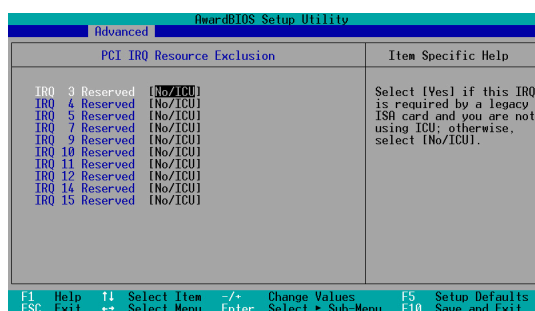 AwardBIOS Setup Utility
Advanced
PCI IRQ Resource Exclusion
Item Specific Help
IRQ 3 Reserved [No/ICU]
IRQ 4 Reserved [No/ICU]
IRQ 5 Reserved [No/ICU]
IRQ 7 Reserved [No/ICU]
IRQ 9 Reserved [No/ICU]
IRQ 10 Reserved [No/ICU]
IRQ 11 Reserved [No/ICU]
IRQ 12 Reserved [No/ICU]
IRQ 14 Reserved [No/ICU]
IRQ 15 Reserved [No/ICU]
Select [Yes] if this IRQ
is required by a legacy
ISA card and you are not
using ICU; otherwise,
select [No/ICU].
F1 Help ↑↓ Select Item -/+ Change Values F5 Setup Defaults
ESC Exit ←→ Select Menu Enter Select ► Sub-Menu F10 Save and Exit